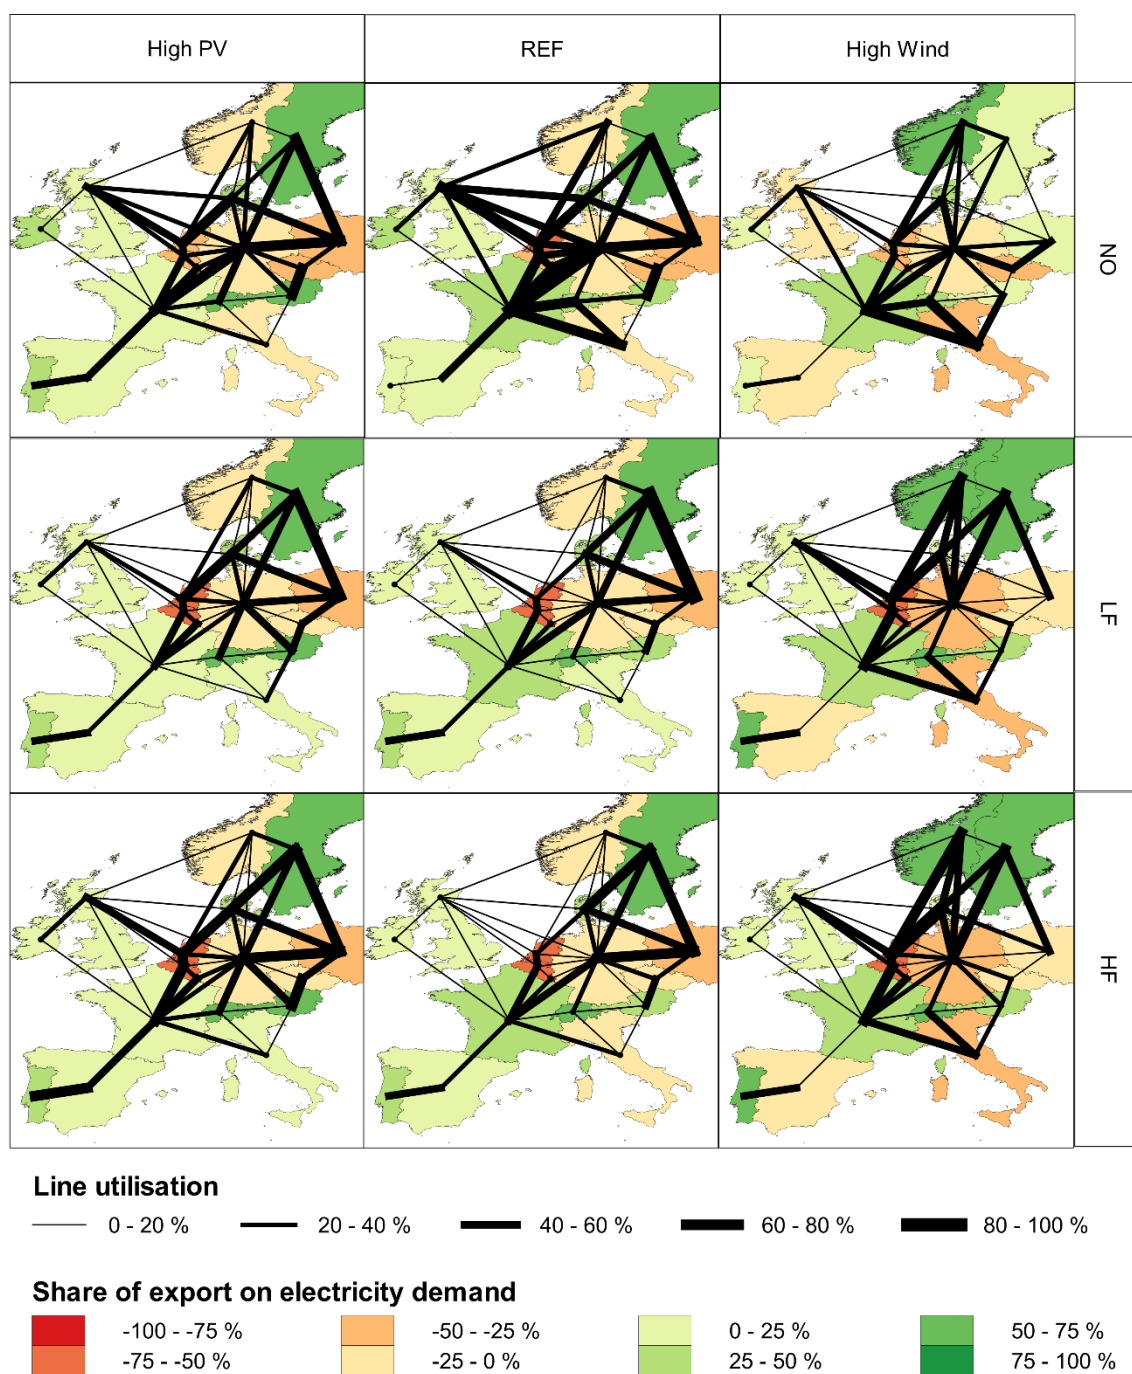 High PV
REF
High Wind
NO
LF
HF
Line utilisation
0 - 20 %
20 - 40 %
40 - 60 %
60 - 80 %
80 - 100 %
Share of export on electricity demand
-100 - -75 %
-50 - -25 %
0 - 25 %
50 - 75 %
-75 - -50 %
-25 - 0 %
25 - 50 %
75 - 100 %